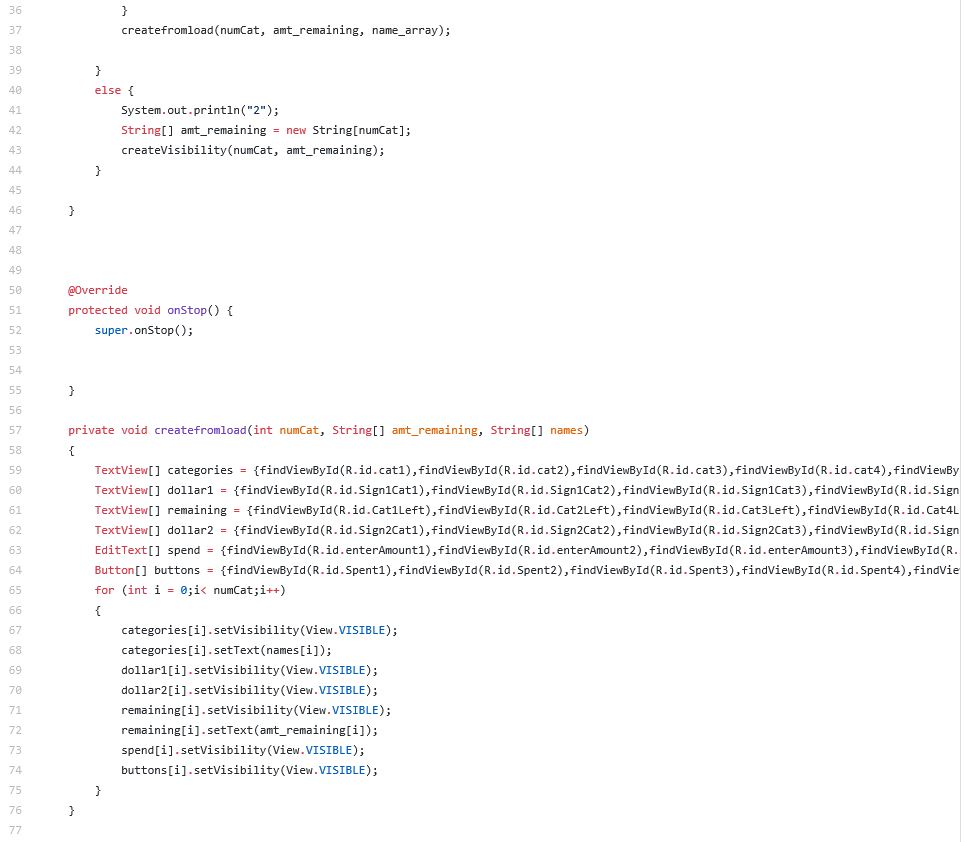 36 }
37 createfromload(numCat, amt_remaining, name_array);
38
39 }
40 else {
41 System.out.println("2");
42 String[] amt_remaining = new String[numCat];
43 createVisibility(numCat, amt_remaining);
44 }
45
46 }
47
48
49
50 @Override
51 protected void onStop() {
52 super.onStop();
53
54
55 }
56
57 private void createfromload(int numCat, String[] amt_remaining, String[] names)
58 {
59 TextView[] categories = {findViewById(R.id.cat1),findViewById(R.id.cat2),findViewById(R.id.cat3),findViewById(R.id.cat4),findViewBy
60 TextView[] dollar1 = {findViewById(R.id.Sign1Cat1),findViewById(R.id.Sign1Cat2),findViewById(R.id.Sign1Cat3),findViewById(R.id.Sign
61 TextView[] remaining = {findViewById(R.id.Cat1Left),findViewById(R.id.Cat2Left),findViewById(R.id.Cat3Left),findViewById(R.id.Cat4L
62 TextView[] dollar2 = {findViewById(R.id.Sign2Cat1),findViewById(R.id.Sign2Cat2),findViewById(R.id.Sign2Cat3),findViewById(R.id.Sign
63 EditText[] spend = {findViewById(R.id.enterAmount1),findViewById(R.id.enterAmount2),findViewById(R.id.enterAmount3),findViewById(R.
64 Button[] buttons = {findViewById(R.id.Spent1),findViewById(R.id.Spent2),findViewById(R.id.Spent3),findViewById(R.id.Spent4),findVie
65 for (int i = 0;i< numCat;i++)
66 {
67 categories[i].setVisibility(View.VISIBLE);
68 categories[i].setText(names[i]);
69 dollar1[i].setVisibility(View.VISIBLE);
70 dollar2[i].setVisibility(View.VISIBLE);
71 remaining[i].setVisibility(View.VISIBLE);
72 remaining[i].setText(amt_remaining[i]);
73 spend[i].setVisibility(View.VISIBLE);
74 buttons[i].setVisibility(View.VISIBLE);
75 }
76 }
77